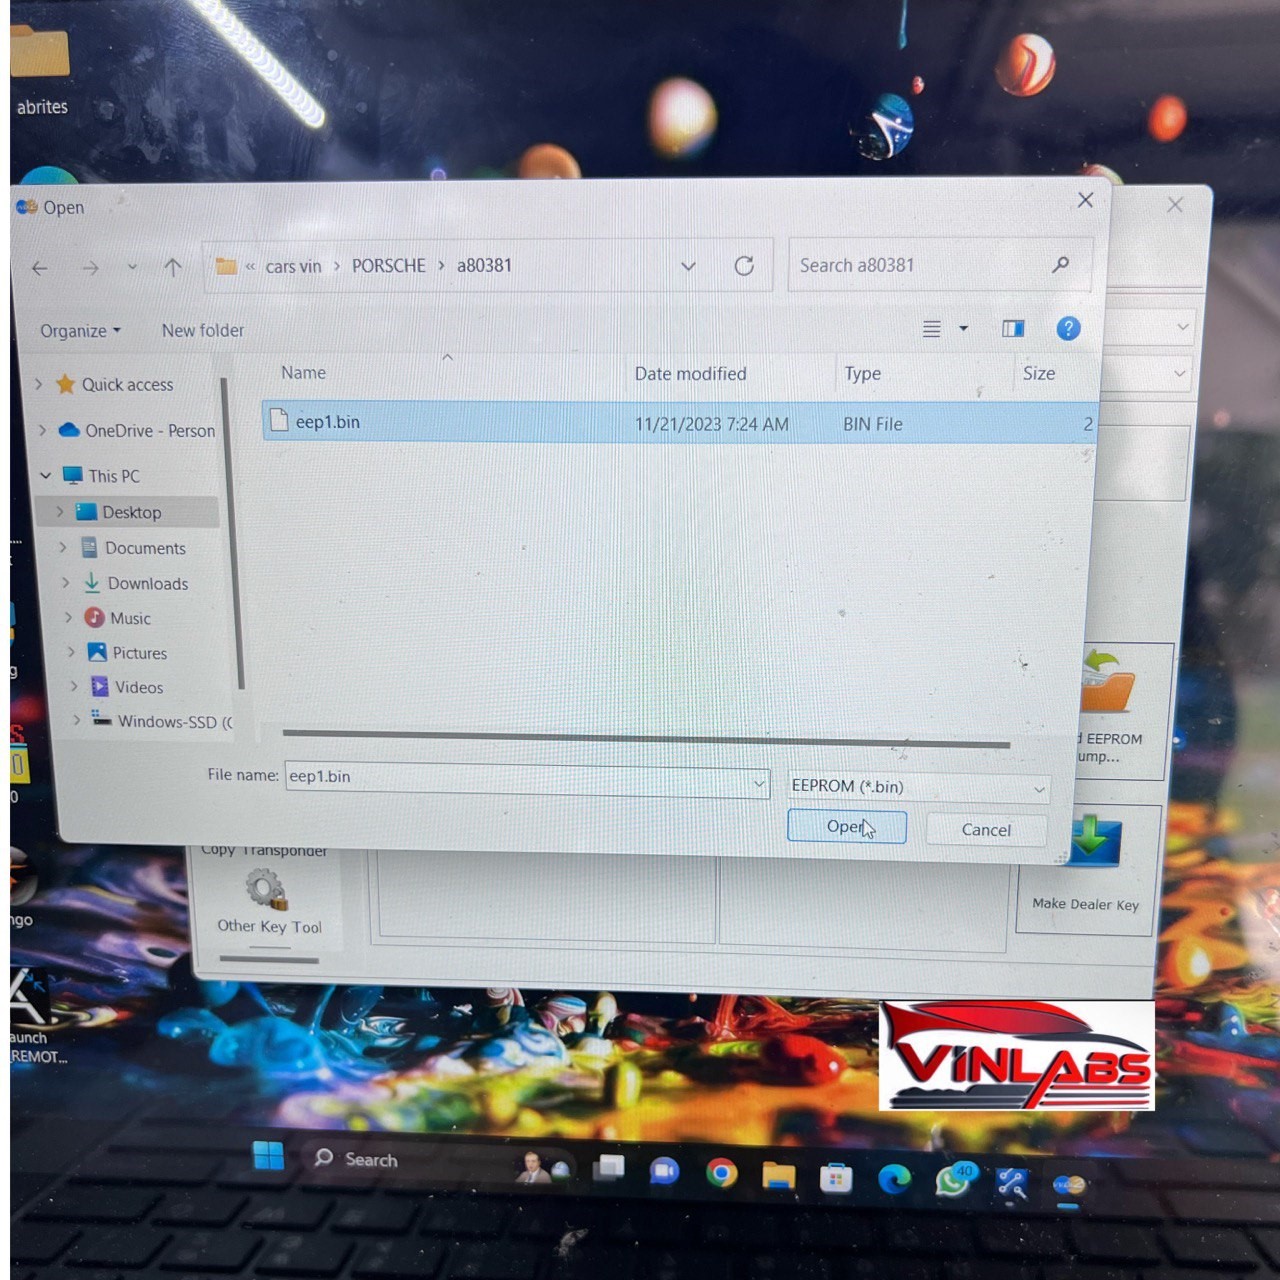 abrites
Open
« cars vin > PORSCHE > a80381
Search a80381
Organize
New folder
?
Name
Date modified
Type
Size
eep1.bin
11/21/2023 7:24 AM
BIN File
2
Quick access
OneDrive - Person
This PC
Desktop
Documents
Downloads
Music
Pictures
Videos
Windows-SSD (C
File name:
eep1.bin
EEPROM (*.bin)
Open
Cancel
d EEPROM
ump...
Copy Transponder
Other Key Tool
Make Dealer Key
g
S
0
0
ngo
aunch
REMOT...
VINLABS
Search
40